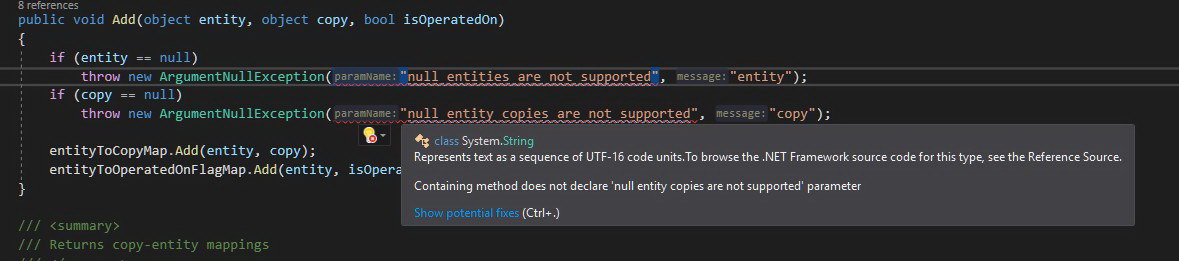 8 references
public void Add(object entity, object copy, bool isOperatedOn)
{
if (entity == null)
throw new ArgumentNullException(paramName:"null entities are not supported", message:"entity");
if (copy == null)
throw new ArgumentNullException(paramName:"null entity copies are not supported", message:"copy");
class System.String
Represents text as a sequence of UTF-16 code units.To browse the .NET Framework source code for this type, see the Reference Source.
entityToCopyMap.Add(entity, copy);
entityToOperatedOnFlagMap.Add(entity, isOpera
Containing method does not declare 'null entity copies are not supported' parameter
}
Show potential fixes (Ctrl+.)
/// <summary>
/// Returns copy-entity mappings